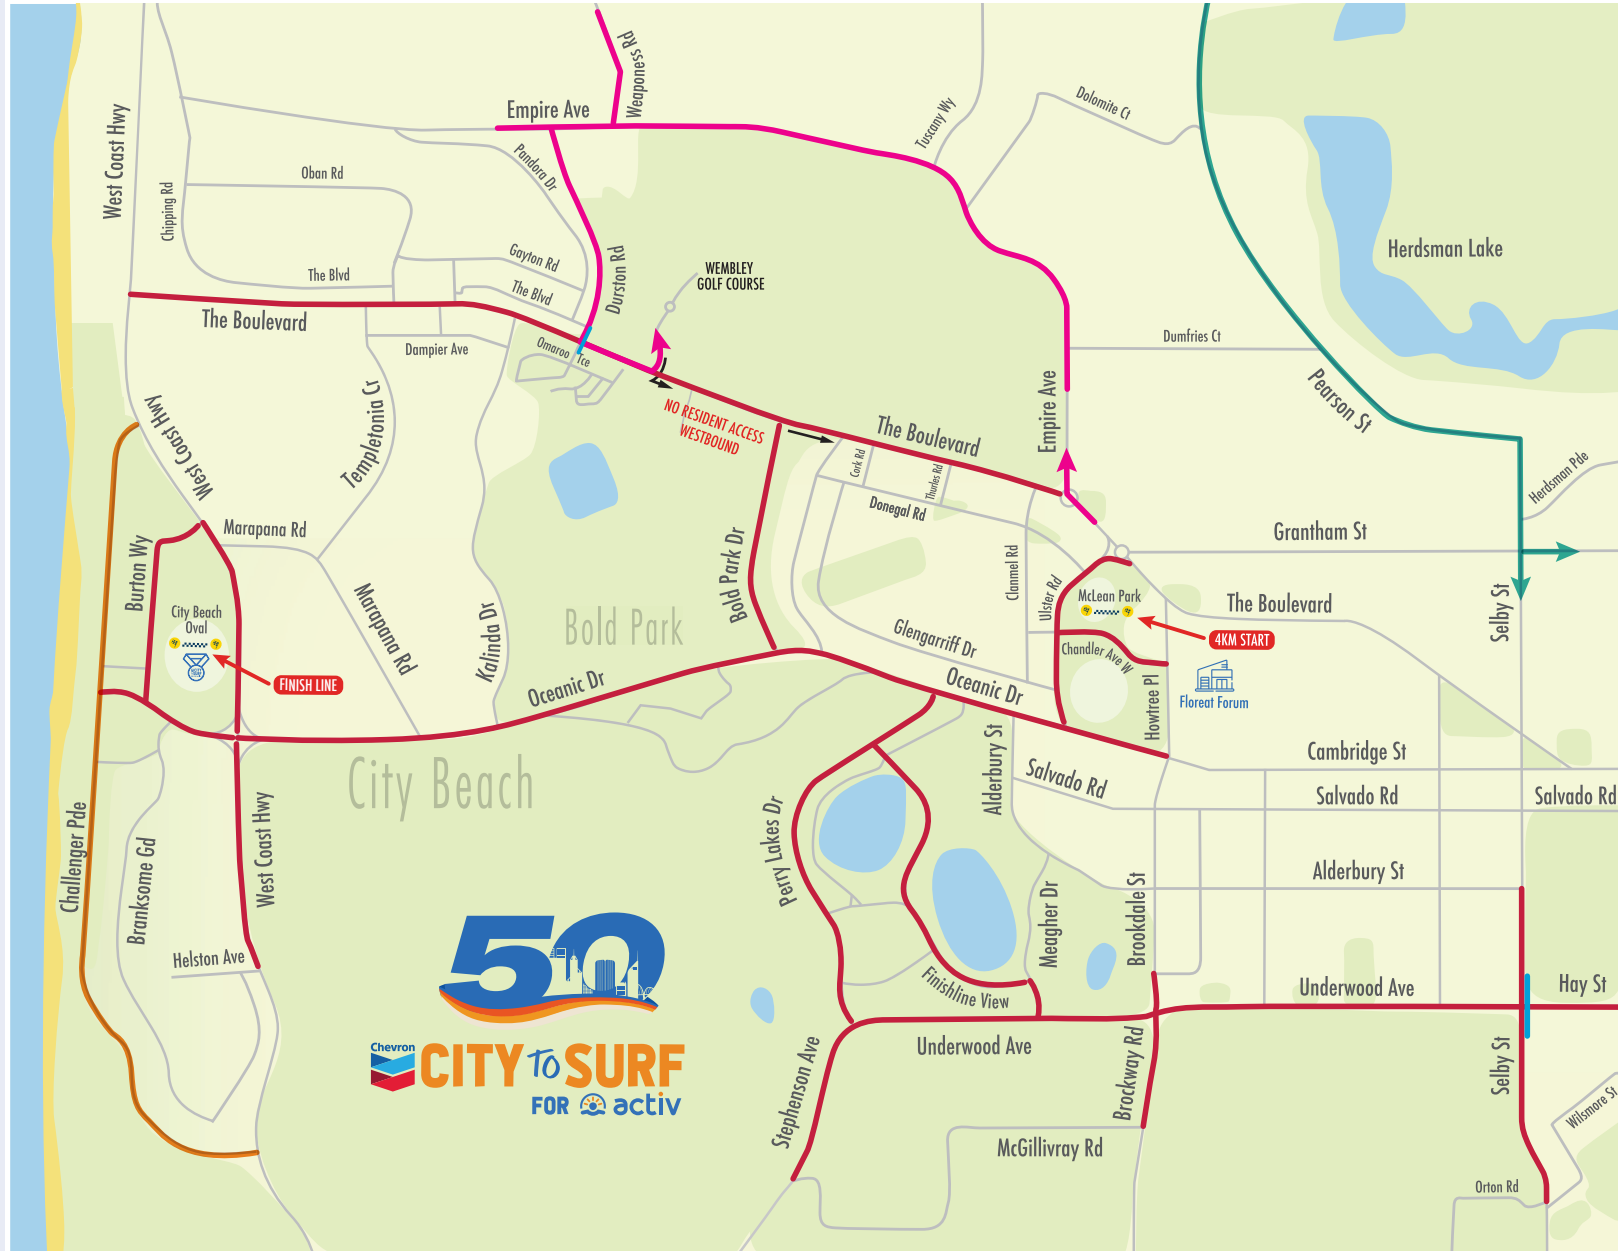 Weaponess Rd
Empire Ave
West Coast Hwy
Tuscany Wy
Dolomite Ct
Pandora Dr
Oban Rd
Chipping Rd
Herdsman Lake
Gayton Rd
Durston Rd
WEMBLEY
GOLF COURSE
The Blvd
The Blvd
The Boulevard
Dampier Ave
Omaroo Tce
Dumfries Ct
Pearson St
Empire Ave
NO RESIDENT ACCESS
WESTBOUND
The Boulevard
West Coast Hwy
Templetonia Cr
Cork Rd
Thurles Rd
Donegal Rd
Herdsman Pde
Marapana Rd
Grantham St
Burton Wy
Bold Park Dr
Clanmel Rd
Ulster Rd
McLean Park
The Boulevard
Selby St
City Beach
Oval
Marapana Rd
Kalinda Dr
Bold Park
Glengarriff Dr
4KM START
Chandler Ave W
FINISH LINE
Oceanic Dr
Oceanic Dr
Howtree Pl
Floreat Forum
Alderbury St
Cambridge St
City Beach
Salvado Rd
Salvado Rd
Salvado Rd
Challenger Pde
Branksome Gd
West Coast Hwy
Perry Lakes Dr
Alderbury St
Meagher Dr
Brookdale St
Helston Ave
50
Finishline View
Underwood Ave
Hay St
Chevron
CITY TO SURF
FOR activ
Underwood Ave
Stephenson Ave
Brockway Rd
Selby St
Wilsmore St
McGillivray Rd
Orton Rd